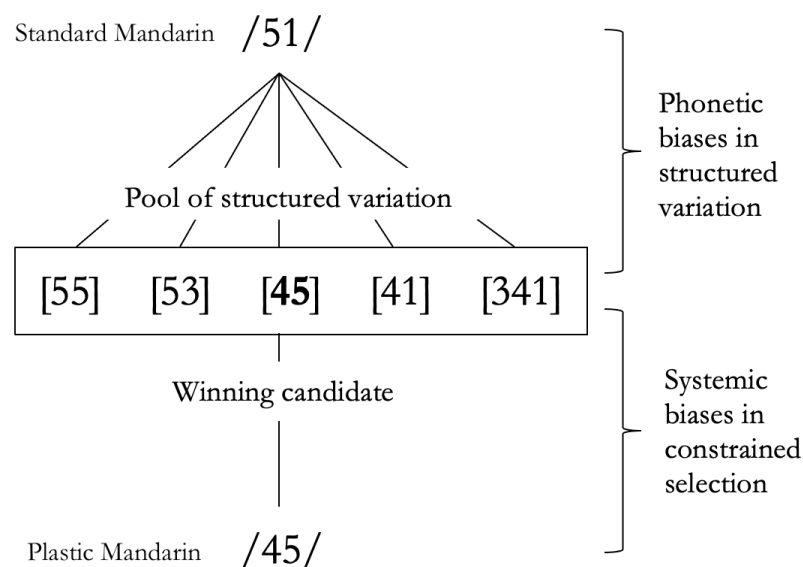 Standard Mandarin /51/
Phonetic
biases in
structured
variation
Pool of structured variation
[55] [53] [45] [41] [341]
Winning candidate
Systemic
biases in
constrained
selection
Plastic Mandarin /45/